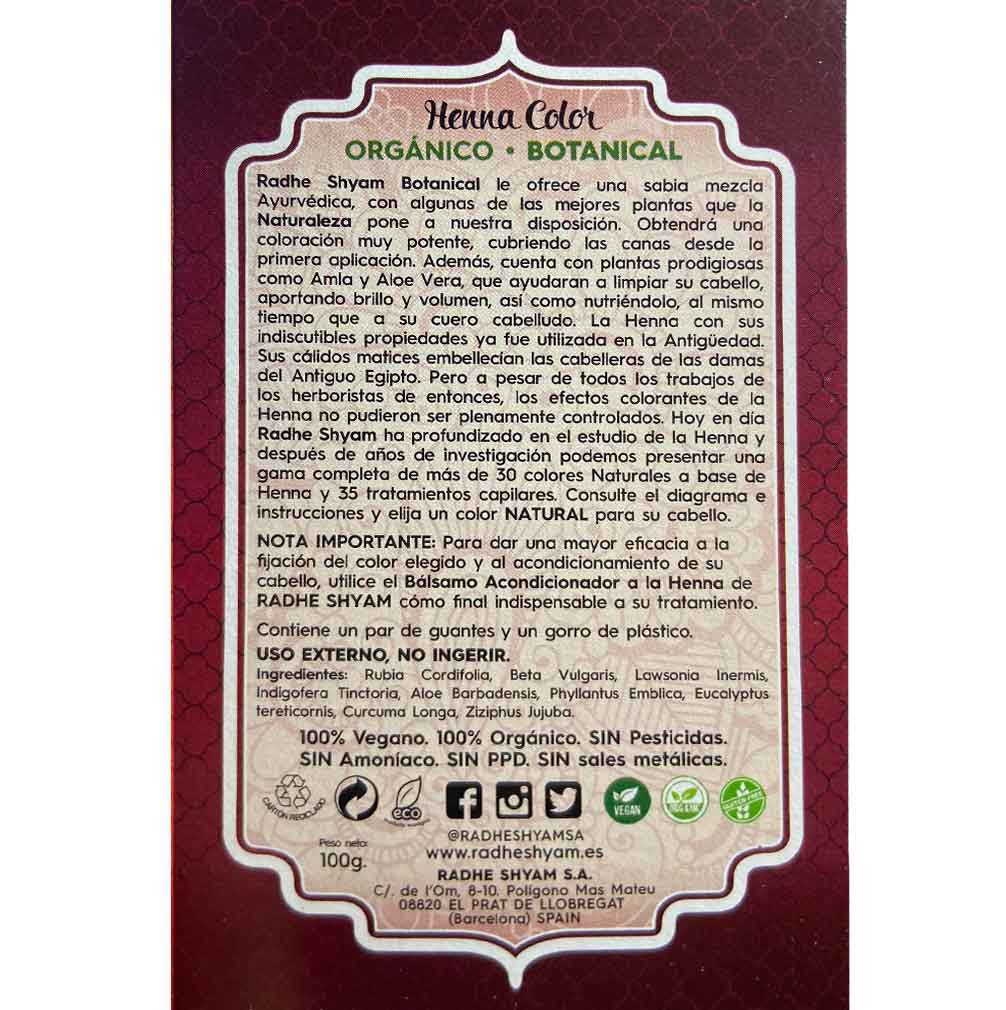 Henna Color
ORGÁNICO • BOTANICAL
Radhe Shyam Botanical le ofrece una sabia mezcla
Ayurvédica, con algunas de las mejores plantas que la
Naturaleza pone a nuestra disposición. Obtendrá una
coloración muy potente, cubriendo las canas desde la
primera aplicación. Además, cuenta con plantas prodigiosas
como Amla y Aloe Vera, que ayudaran a limpiar su cabello,
aportando brillo y volumen, así como nutriéndolo, al mismo
tiempo que a su cuero cabelludo. La Henna con sus
indiscutibles propiedades ya fue utilizada en la Antigüedad.
Sus cálidos matices embellecían las cabelleras de las damas
del Antiguo Egipto. Pero a pesar de todos los trabajos de
los herboristas de entonces, los efectos colorantes de la
Henna no pudieron ser plenamente controlados. Hoy en día
Radhe Shyam ha profundizado en el estudio de la Henna y
después de años de investigación podemos presentar una
gama completa de más de 30 colores Naturales a base de
Henna y 35 tratamientos capilares. Consulte el diagrama e
instrucciones y elija un color NATURAL para su cabello.
NOTA IMPORTANTE: Para dar una mayor eficacia a la
fijación del color elegido y al acondicionamiento de su
cabello, utilice el Bálsamo Acondicionador a la Henna de
RADHE SHYAM cómo final indispensable a su tratamiento.
Contiene un par de guantes y un gorro de plástico.
USO EXTERNO, NO INGERIR.
Ingredientes: Rubia Cordifolia, Beta Vulgaris, Lawsonia Inermis,
Indigofera Tinctoria, Aloe Barbadensis, Phyllantus Emblica, Eucalyptus
tereticornis, Curcuma Longa, Ziziphus Jujuba.
100% Vegano. 100% Orgánico. SIN Pesticidas.
SIN Amoníaco. SIN PPD. SIN sales metálicas.
CARTÓN RECICLADO
eco
VEGAN
ORGANIC
GLUTEN-FREE
@RADHESHYAMSA
Peso neto:
100g.
www.radheshyam.es
RADHE SHYAM S.A.
C/. de l'Om, 8-10. Polígono Mas Mateu
08820 EL PRAT DE LLOBREGAT
(Barcelona) SPAIN